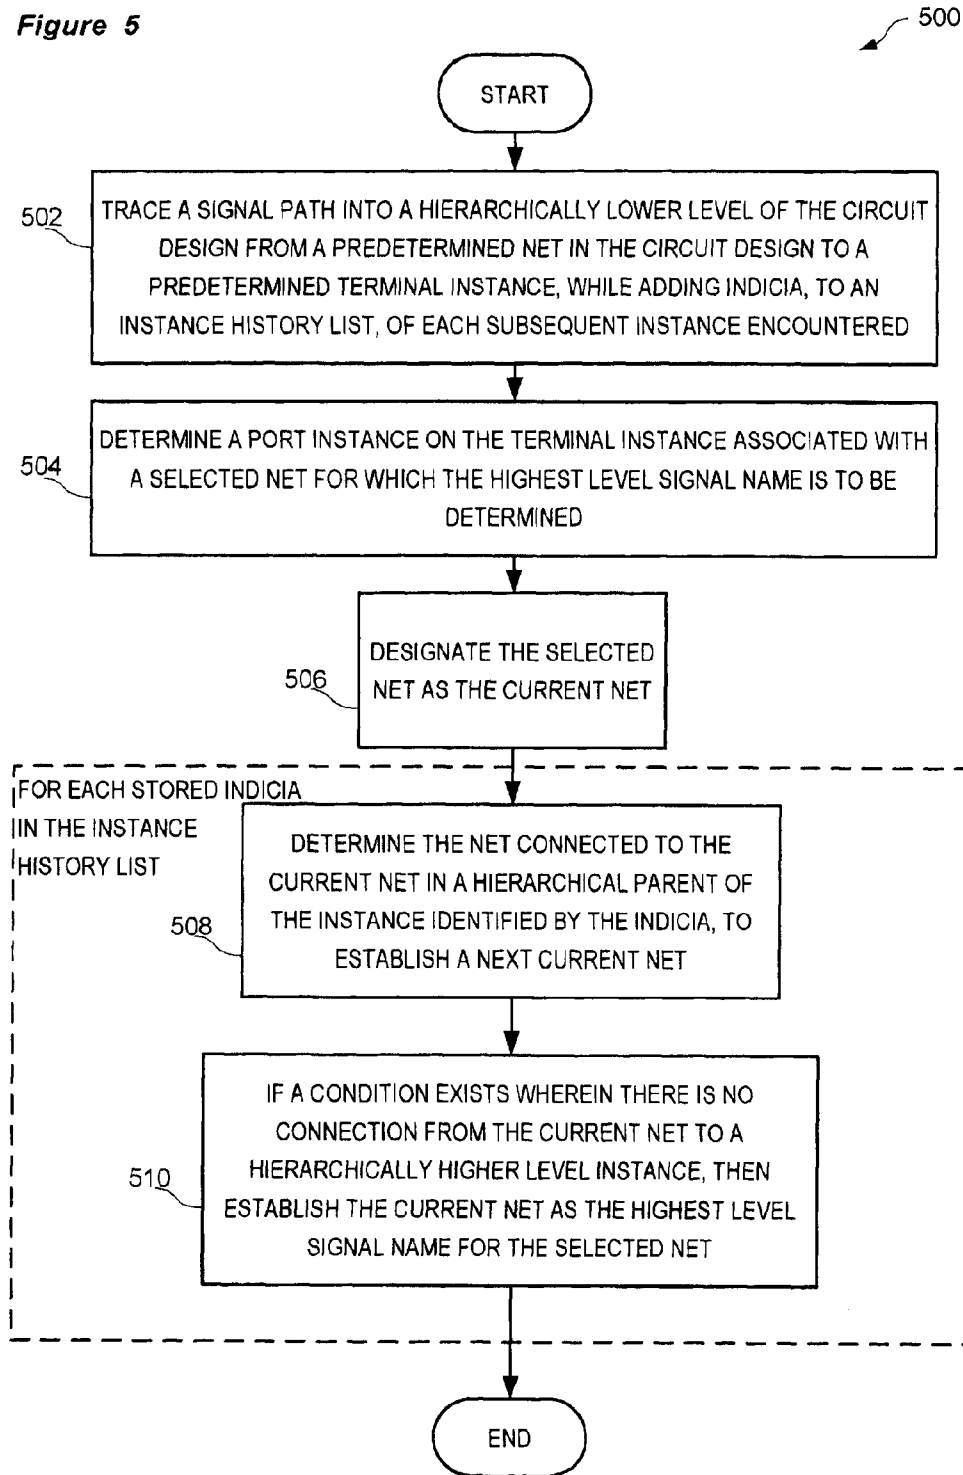 Figure 5
500
START
502
TRACE A SIGNAL PATH INTO A HIERARCHICALLY LOWER LEVEL OF THE CIRCUIT
DESIGN FROM A PREDETERMINED NET IN THE CIRCUIT DESIGN TO A
PREDETERMINED TERMINAL INSTANCE, WHILE ADDING INDICIA, TO AN
INSTANCE HISTORY LIST, OF EACH SUBSEQUENT INSTANCE ENCOUNTERED
504
DETERMINE A PORT INSTANCE ON THE TERMINAL INSTANCE ASSOCIATED WITH
A SELECTED NET FOR WHICH THE HIGHEST LEVEL SIGNAL NAME IS TO BE
DETERMINED
506
DESIGNATE THE SELECTED
NET AS THE CURRENT NET
FOR EACH STORED INDICIA
IN THE INSTANCE
HISTORY LIST
508
DETERMINE THE NET CONNECTED TO THE
CURRENT NET IN A HIERARCHICAL PARENT OF
THE INSTANCE IDENTIFIED BY THE INDICIA, TO
ESTABLISH A NEXT CURRENT NET
510
IF A CONDITION EXISTS WHEREIN THERE IS NO
CONNECTION FROM THE CURRENT NET TO A
HIERARCHICALLY HIGHER LEVEL INSTANCE, THEN
ESTABLISH THE CURRENT NET AS THE HIGHEST LEVEL
SIGNAL NAME FOR THE SELECTED NET
END